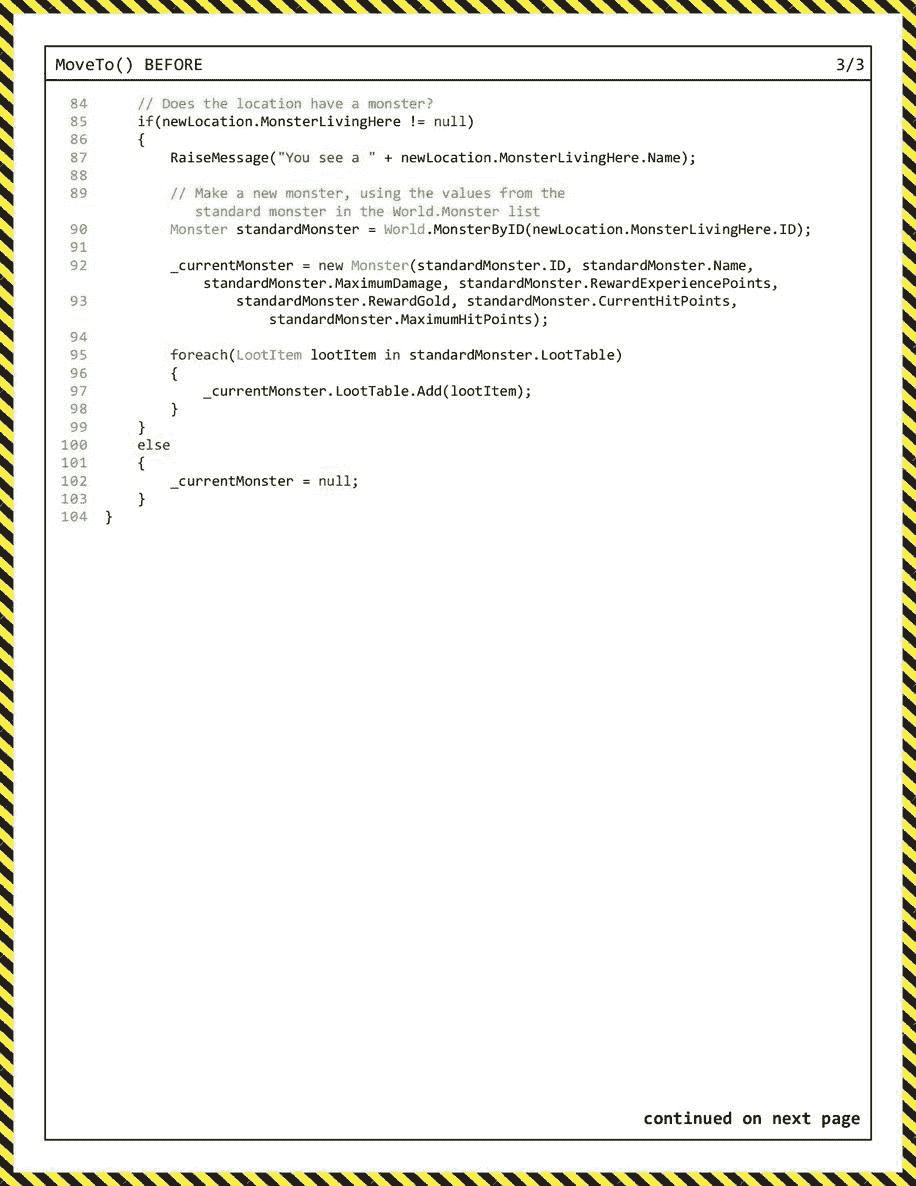 MoveTo() BEFORE 3/3
84 // Does the location have a monster?
85 if(newLocation.MonsterLivingHere != null)
86 {
87 RaiseMessage("You see a " + newLocation.MonsterLivingHere.Name);
88
89 // Make a new monster, using the values from the
standard monster in the World.Monster list
90 Monster standardMonster = World.MonsterByID(newLocation.MonsterLivingHere.ID);
91
92 _currentMonster = new Monster(standardMonster.ID, standardMonster.Name,
standardMonster.MaximumDamage, standardMonster.RewardExperiencePoints,
93 standardMonster.RewardGold, standardMonster.CurrentHitPoints,
standardMonster.MaximumHitPoints);
94
95 foreach(LootItem lootItem in standardMonster.LootTable)
96 {
97 _currentMonster.LootTable.Add(lootItem);
98 }
99 }
100 else
101 {
102 _currentMonster = null;
103 }
104 }
continued on next page